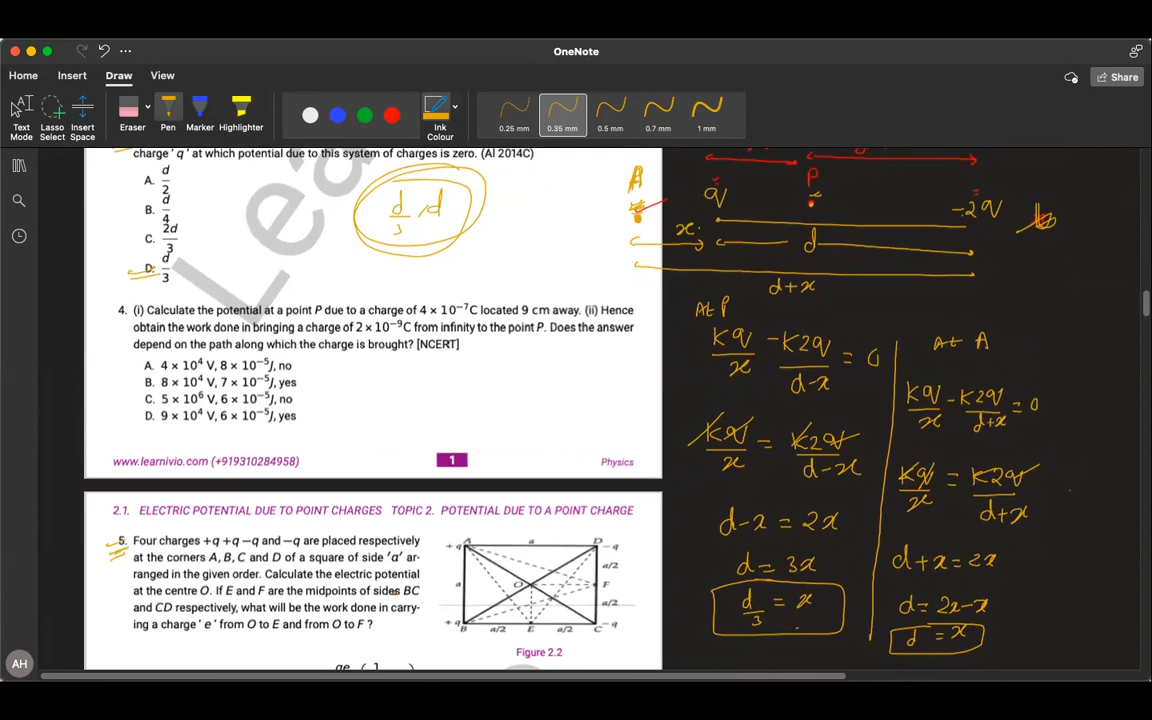 OneNote
Home Insert Draw View
Share
Text Mode
Lasso Select
Insert Space
Eraser
Pen
Marker
Highlighter
Ink Colour
0.25 mm
0.35 mm
0.5 mm
0.7 mm
1 mm
charge 'q' at which potential due to this system of charges is zero. (AI 2014C)
A. d/2
B. d/4
C. 2d/3
D. d/3
d/3 , d
4. (i) Calculate the potential at a point P due to a charge of 4 × 10⁻⁷C located 9 cm away. (ii) Hence
obtain the work done in bringing a charge of 2 × 10⁻⁹C from infinity to the point P. Does the answer
depend on the path along which the charge is brought? [NCERT]
A. 4 × 10⁴ V, 8 × 10⁻⁵J, no
B. 8 × 10⁴ V, 7 × 10⁻⁵J, yes
C. 5 × 10⁶ V, 6 × 10⁻⁵J, no
D. 9 × 10⁴ V, 6 × 10⁻⁵J, yes
www.learnivio.com (+919310284958) 1 Physics
2.1. ELECTRIC POTENTIAL DUE TO POINT CHARGES TOPIC 2. POTENTIAL DUE TO A POINT CHARGE
5. Four charges +q +q −q and −q are placed respectively
at the corners A, B, C and D of a square of side 'a' ar-
ranged in the given order. Calculate the electric potential
at the centre O. If E and F are the midpoints of sides BC
and CD respectively, what will be the work done in carry-
ing a charge 'e' from O to E and from O to F ?
+q A a D −q
a/2
a O F
a/2
+q B a/2 E a/2 C −q
Figure 2.2
Lea
A
P
q
-2q
x
d
d+x
At P
Kq/x - K2q/d-x = 0
Kq/x = K2q/d-x
d-x = 2x
d = 3x
d/3 = x
At A
Kq/x - K2q/d+x = 0
Kq/x = K2q/d+x
d+x = 2x
d = 2x-x
d = x
AH